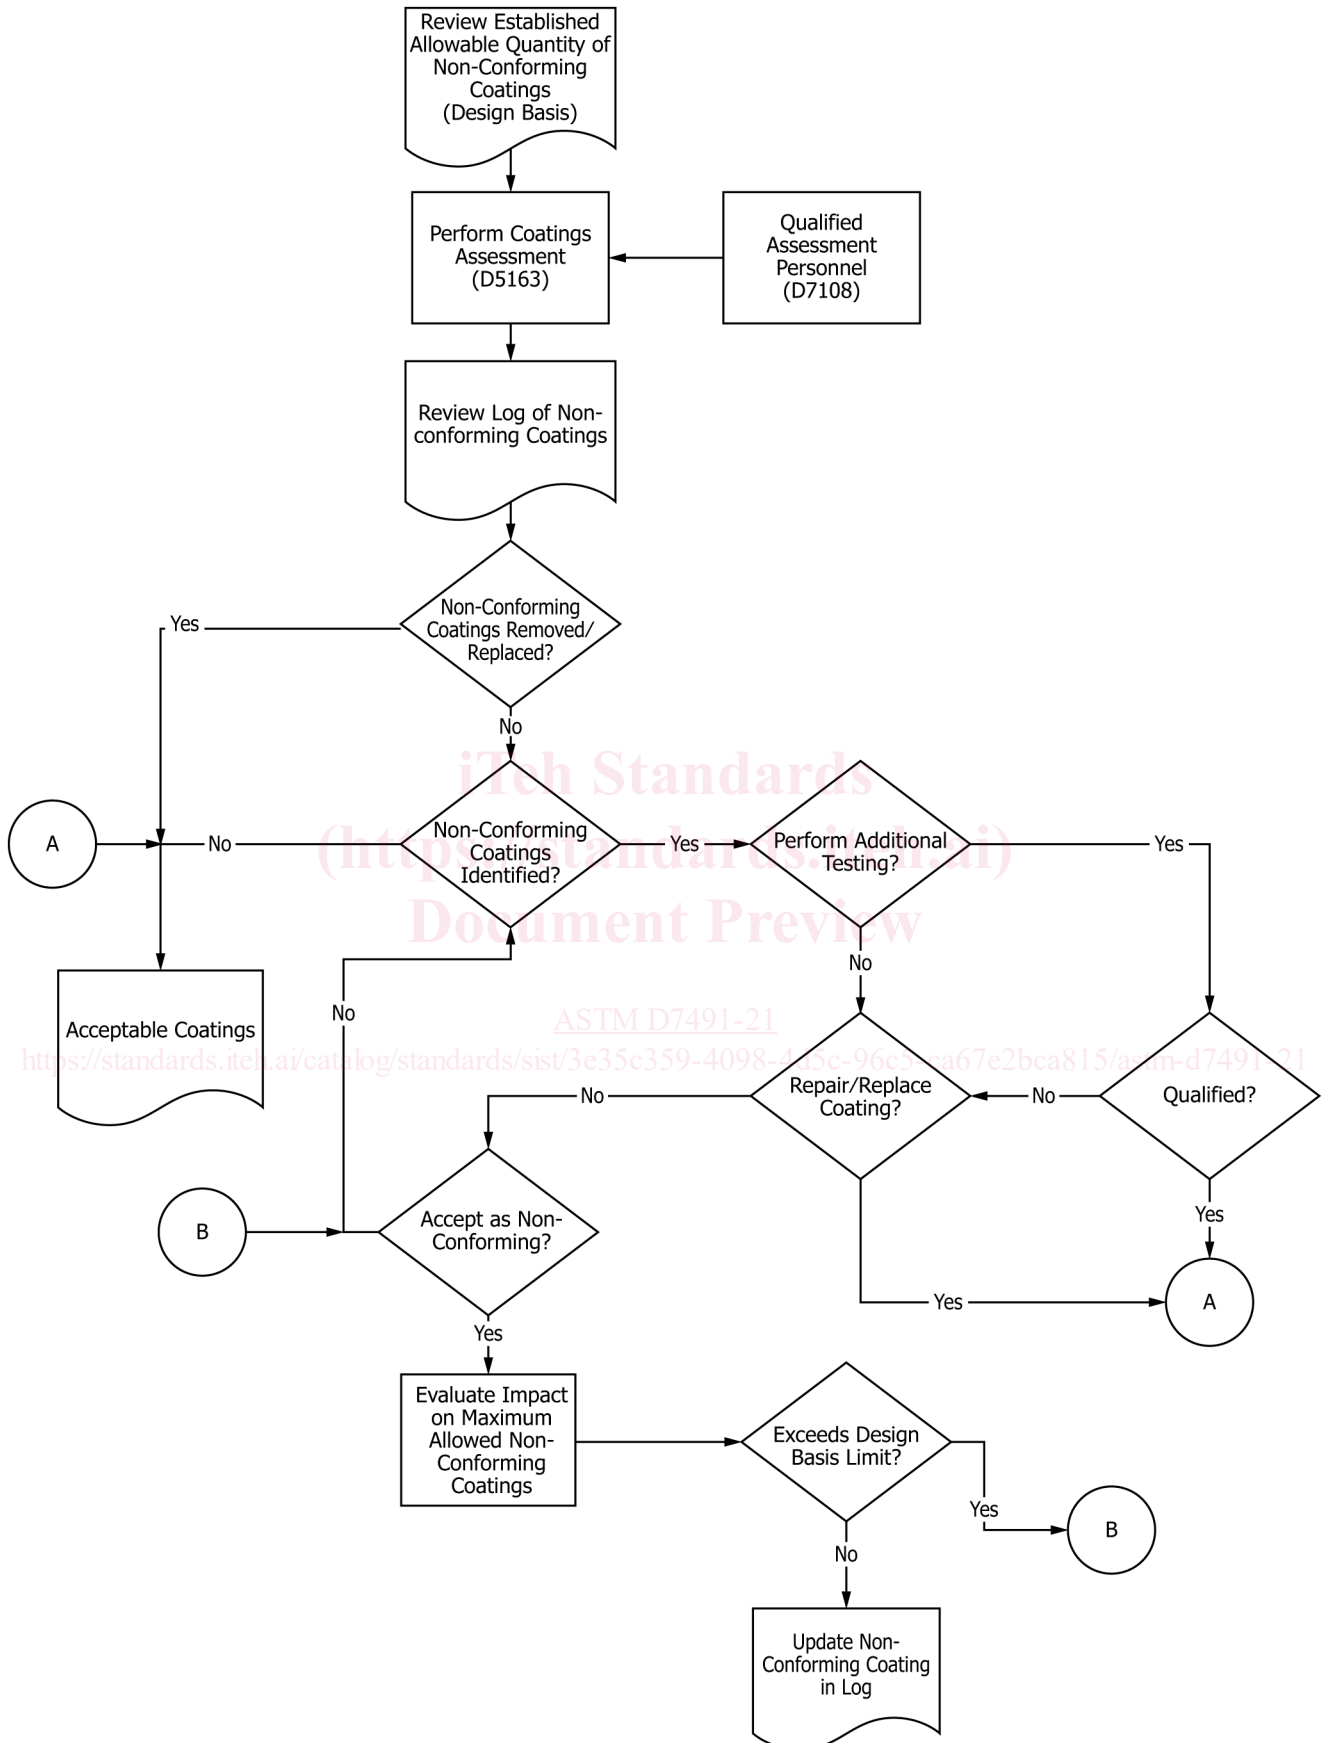 Review Established
Allowable Quantity of
Non-Conforming
Coatings
(Design Basis)
Perform Coatings
Assessment
(D5163)
Qualified
Assessment
Personnel
(D7108)
Review Log of Non-
conforming Coatings
Non-Conforming
Coatings Removed/
Replaced?
Yes
No
iTeh Standards
(https://standards.iteh.ai)
Document Preview
A
No
Non-Conforming
Coatings
Identified?
Yes
Perform Additional
Testing?
Yes
No
No
Acceptable Coatings
ASTM D7491-21
https://standards.iteh.ai/catalog/standards/sist/3e35c359-4098-4d5c-96c5-ca67e2bca815/astm-d7491-21
No
Repair/Replace
Coating?
No
Qualified?
B
Accept as Non-
Conforming?
Yes
Yes
A
Yes
Evaluate Impact
on Maximum
Allowed Non-
Conforming
Coatings
Exceeds Design
Basis Limit?
Yes
B
No
Update Non-
Conforming Coating
in Log